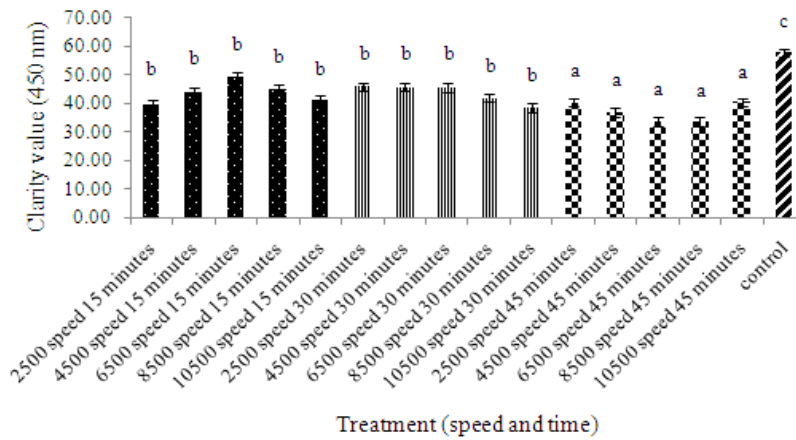 70.00
60.00
50.00
40.00
30.00
20.00
10.00
0.00
Clarity value (450 nm)
b b b b b b b b b b a a a a a c
2500 speed 15 minutes
4500 speed 15 minutes
6500 speed 15 minutes
8500 speed 15 minutes
10500 speed 15 minutes
2500 speed 30 minutes
4500 speed 30 minutes
6500 speed 30 minutes
8500 speed 30 minutes
10500 speed 30 minutes
2500 speed 45 minutes
4500 speed 45 minutes
6500 speed 45 minutes
8500 speed 45 minutes
10500 speed 45 minutes
control
Treatment (speed and time)